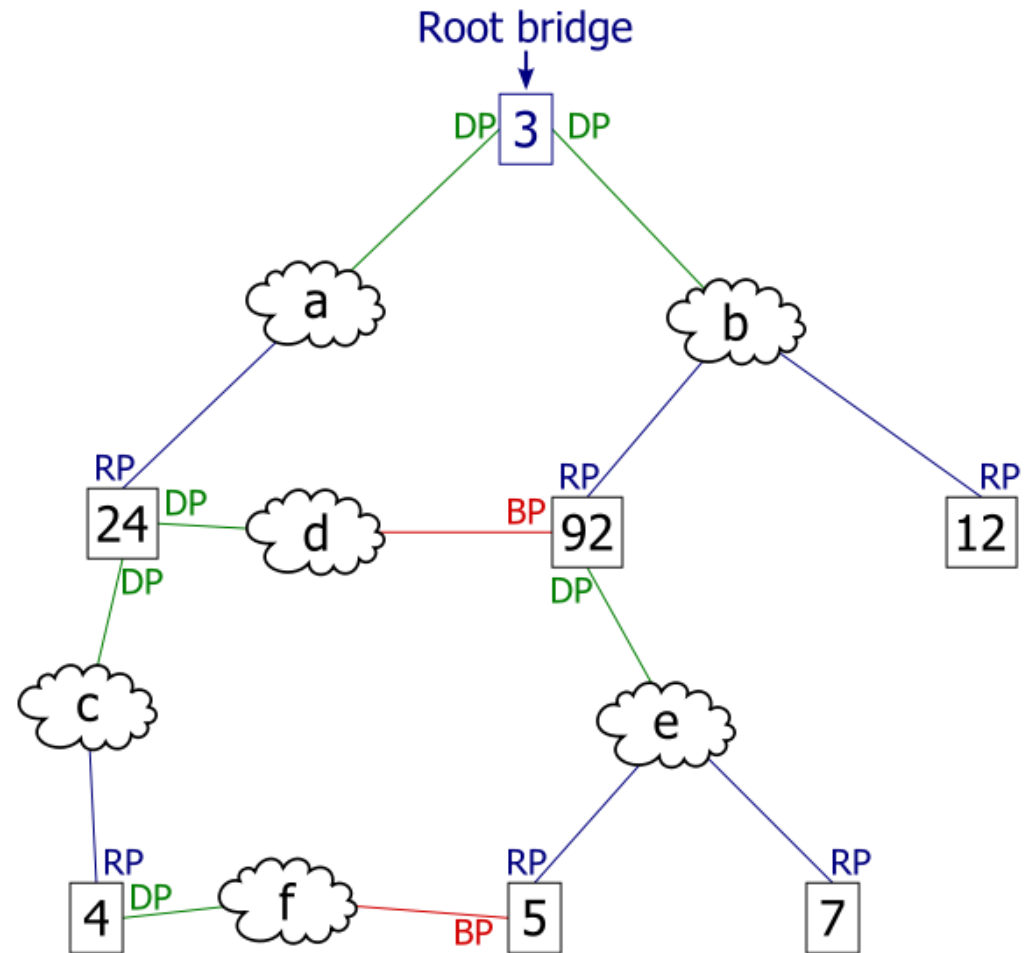 Root bridge
DP 3 DP
a
b
RP
RP
RP
24 DP
d
BP 92
12
DP
DP
c
e
RP
RP
RP
4 DP
f
BP 5
7